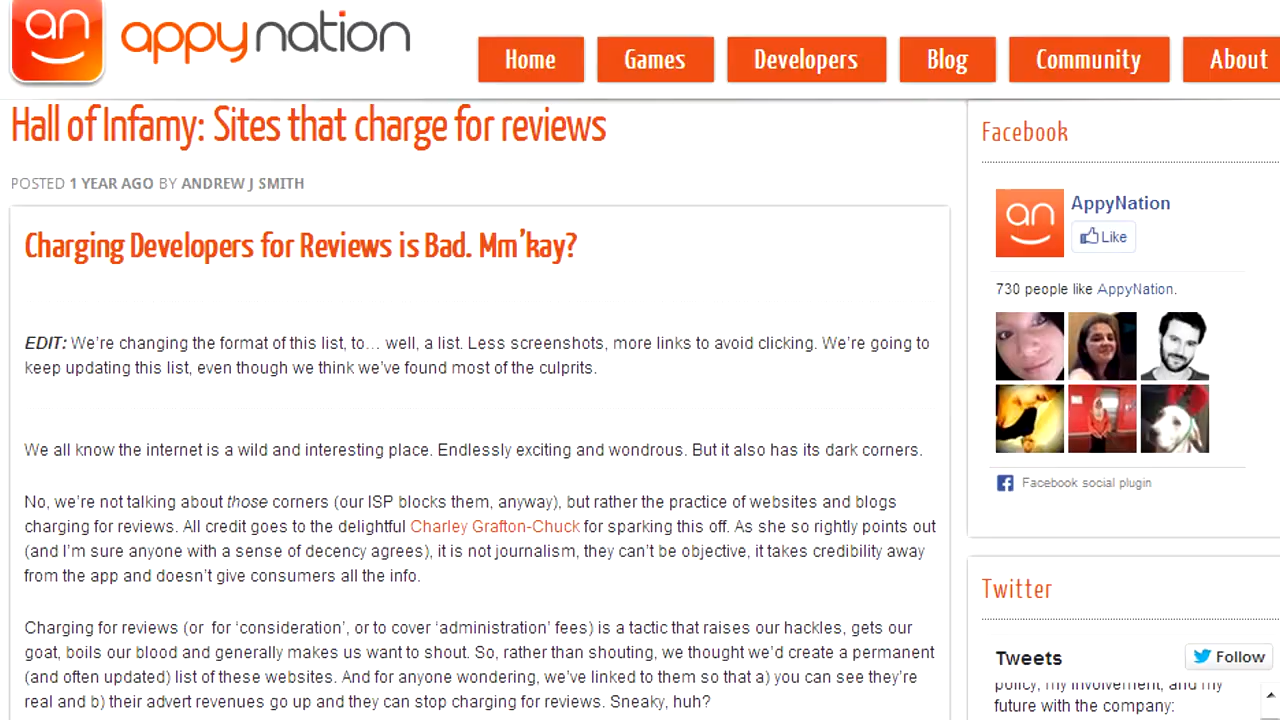 an
appynation
Home
Games
Developers
Blog
Community
About
Hall of Infamy: Sites that charge for reviews
POSTED 1 YEAR AGO BY ANDREW J SMITH
Charging Developers for Reviews is Bad. Mm’kay?
EDIT: We’re changing the format of this list, to… well, a list. Less screenshots, more links to avoid clicking. We’re going to
keep updating this list, even though we think we’ve found most of the culprits.
We all know the internet is a wild and interesting place. Endlessly exciting and wondrous. But it also has its dark corners.
No, we’re not talking about those corners (our ISP blocks them, anyway), but rather the practice of websites and blogs
charging for reviews. All credit goes to the delightful Charley Grafton-Chuck for sparking this off. As she so rightly points out
(and I’m sure anyone with a sense of decency agrees), it is not journalism, they can’t be objective, it takes credibility away
from the app and doesn’t give consumers all the info.
Charging for reviews (or for ‘consideration’, or to cover ‘administration’ fees) is a tactic that raises our hackles, gets our
goat, boils our blood and generally makes us want to shout. So, rather than shouting, we thought we’d create a permanent
(and often updated) list of these websites. And for anyone wondering, we’ve linked to them so that a) you can see they’re
real and b) their advert revenues go up and they can stop charging for reviews. Sneaky, huh?
Facebook
an
AppyNation
Like
730 people like AppyNation.
Facebook social plugin
Twitter
Tweets
Follow
policy, my involvement, and my
future with the company: